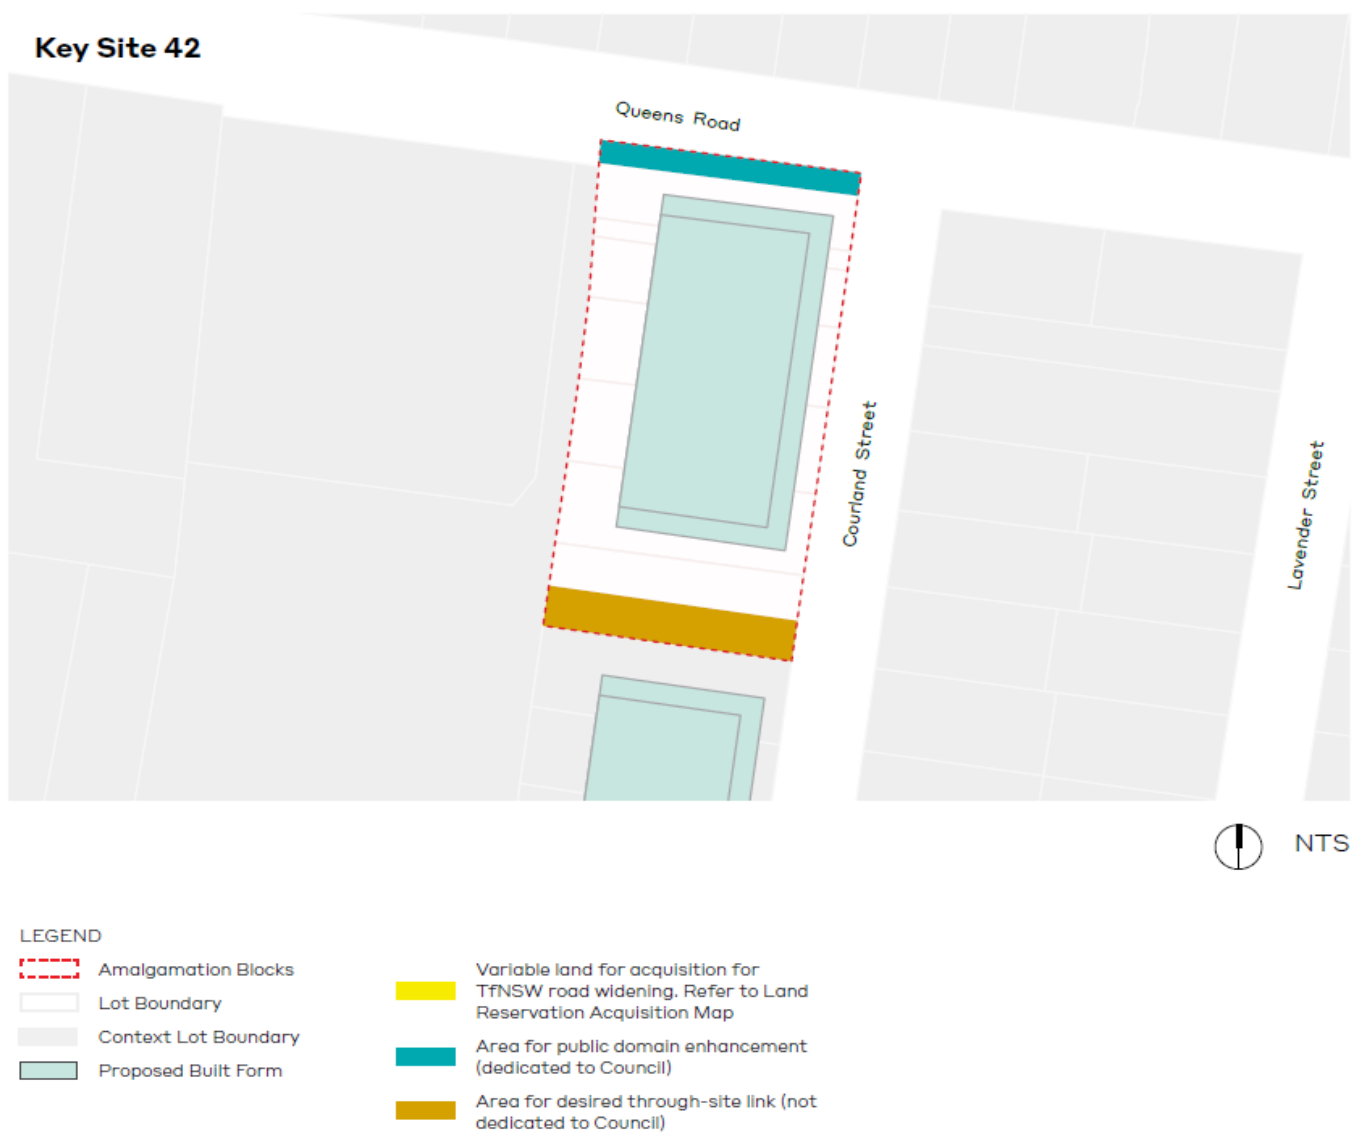 Key Site 42
Queens Road
Courland Street
Lavender Street
NTS
LEGEND
Amalgamation Blocks
Lot Boundary
Context Lot Boundary
Proposed Built Form
Variable land for acquisition for
TfNSW road widening. Refer to Land
Reservation Acquisition Map
Area for public domain enhancement
(dedicated to Council)
Area for desired through-site link (not
dedicated to Council)